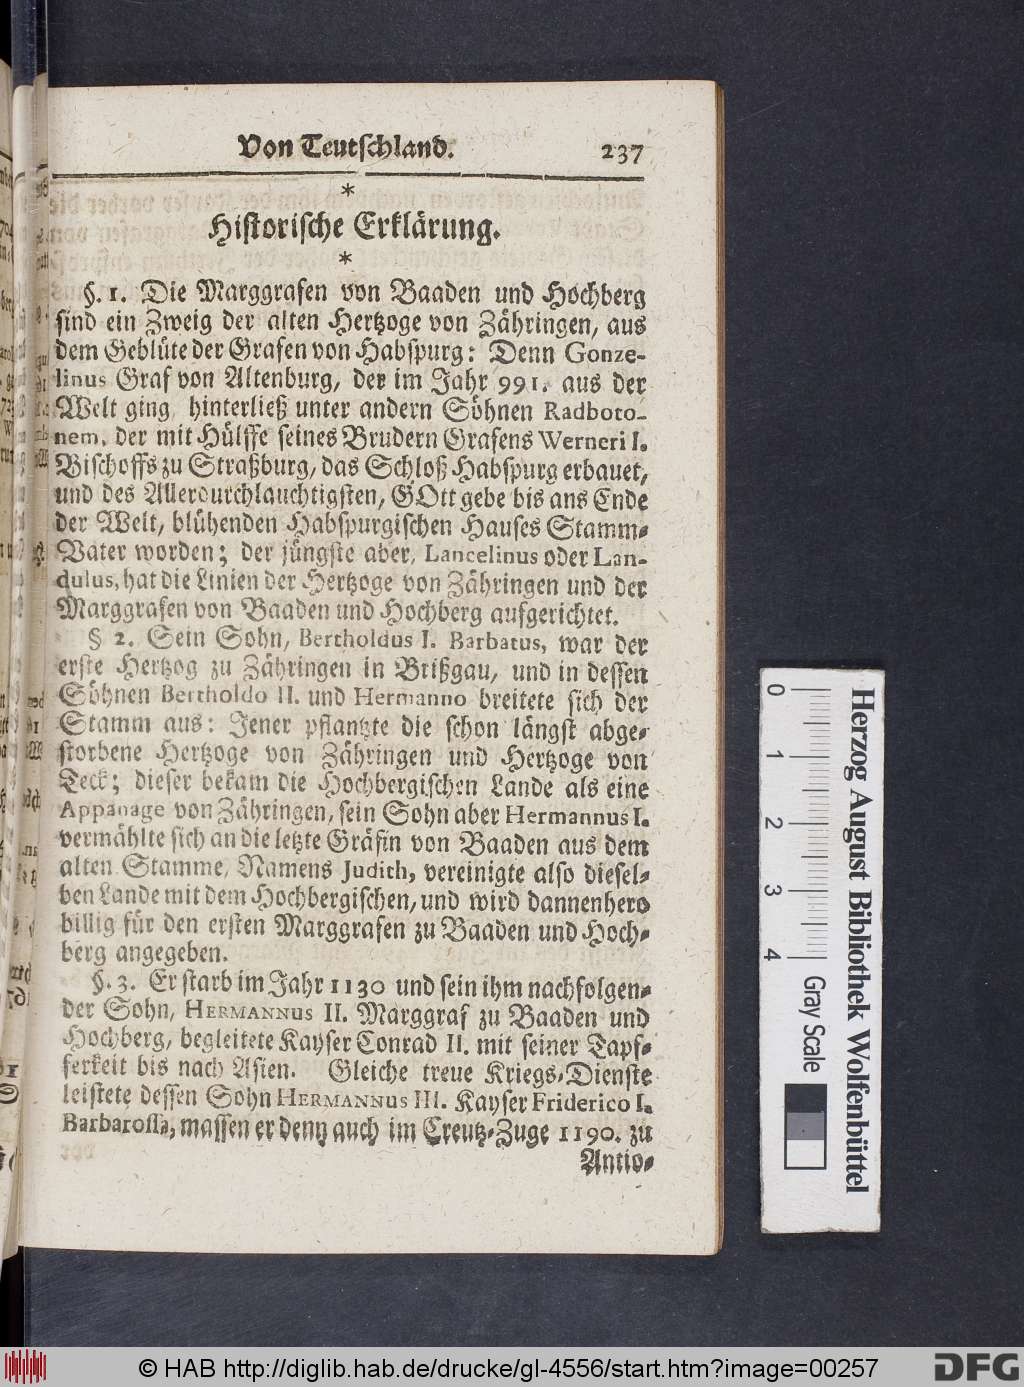 Von Teutschland. 237
*
Historische Erklärung.
*
§. 1. Die Marggrafen von Baaden und Hochberg
sind ein Zweig der alten Hertzoge von Zähringen, aus
dem Geblüte der Grafen von Habspurg: Denn Gonze-
linus Graf von Altenburg, der im Jahr 991. aus der
Welt ging hinterließ unter andern Söhnen Radboto-
nem, der mit Hülffe seines Brudern Grafens Werneri I.
Bischoffs zu Straßburg, das Schloß Habspurg erbauet,
und des Allerdurchlauchtigsten, GOtt gebe bis ans Ende
der Welt, blühenden Habspurgischen Hauses Stamm-
Vater worden; der jüngste aber, Lancelinus oder Lan-
dulus, hat die Linien der Hertzoge von Zähringen und der
Marggrafen von Baaden und Hochberg aufgerichtet.
§ 2. Sein Sohn, Bertholdus I. Barbatus, war der
erste Hertzog zu Zähringen in Brißgau, und in dessen
Söhnen Bertholdo II. und Hermanno breitete sich der
Stamm aus: Jener pflantzte die schon längst abge-
storbene Hertzoge von Zähringen und Hertzoge von
Teck; dieser bekam die Hochbergischen Lande als eine
Appanage von Zähringen, sein Sohn aber Hermannus I.
vermählte sich an die letzte Gräfin von Baaden aus dem
alten Stamme, Namens Judith, vereinigte also diesel-
ben Lande mit dem Hochbergischen, und wird dannenhero
billig für den ersten Marggrafen zu Baaden und Hoch-
berg angegeben.
§. 3. Er starb im Jahr 1130 und sein ihm nachfolgen-
der Sohn, HERMANNUS II. Marggraf zu Baaden und
Hochberg, begleitete Kayser Conrad II. mit seiner Tapf-
ferkeit bis nach Asien. Gleiche treue Kriegs-Dienste
leistete dessen Sohn HERMANNUS III. Kayser Friderico I.
Barbarossa, massen er denn auch im Creutz-Zuge 1190. zu
Antio-
0 1 2 3 4 Gray Scale
Herzog August Bibliothek Wolfenbüttel
© HAB http://diglib.hab.de/drucke/gl-4556/start.htm?image=00257
DFG